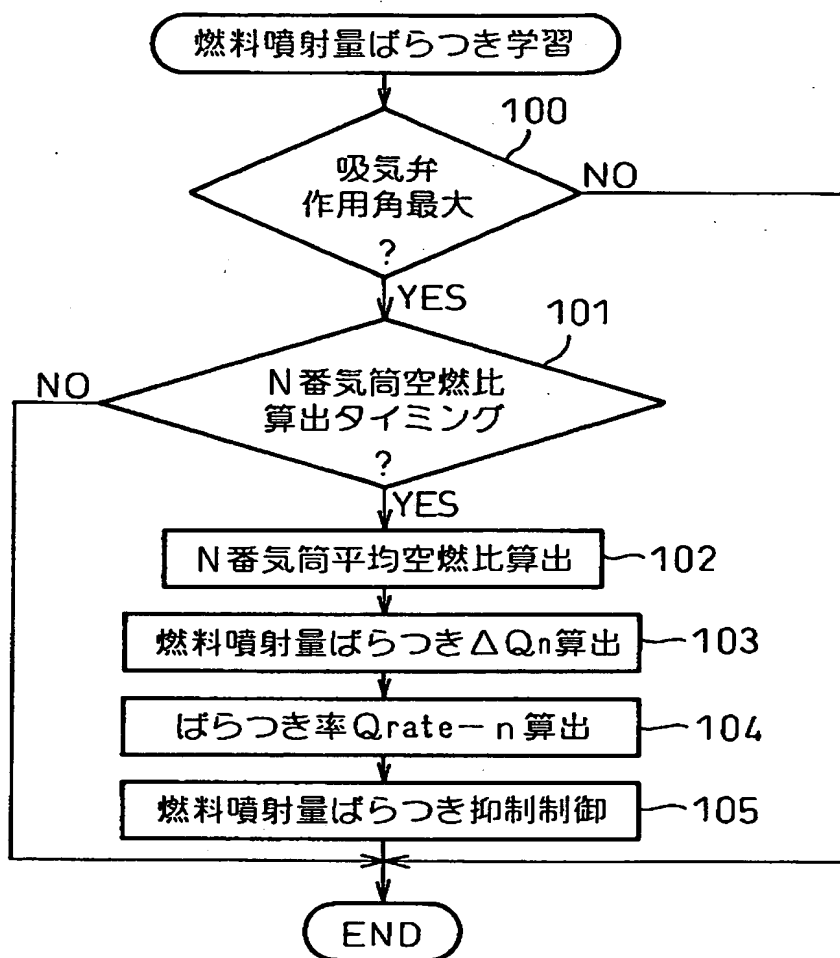 燃料噴射量ばらつき学習
100
吸気弁
作用角最大
?
NO
YES
101
NO
N番気筒空燃比
算出タイミング
?
YES
N番気筒平均空燃比算出
102
燃料噴射量ばらつき△Qn算出
103
ばらつき率Qrate－n算出
104
燃料噴射量ばらつき抑制制御
105
END